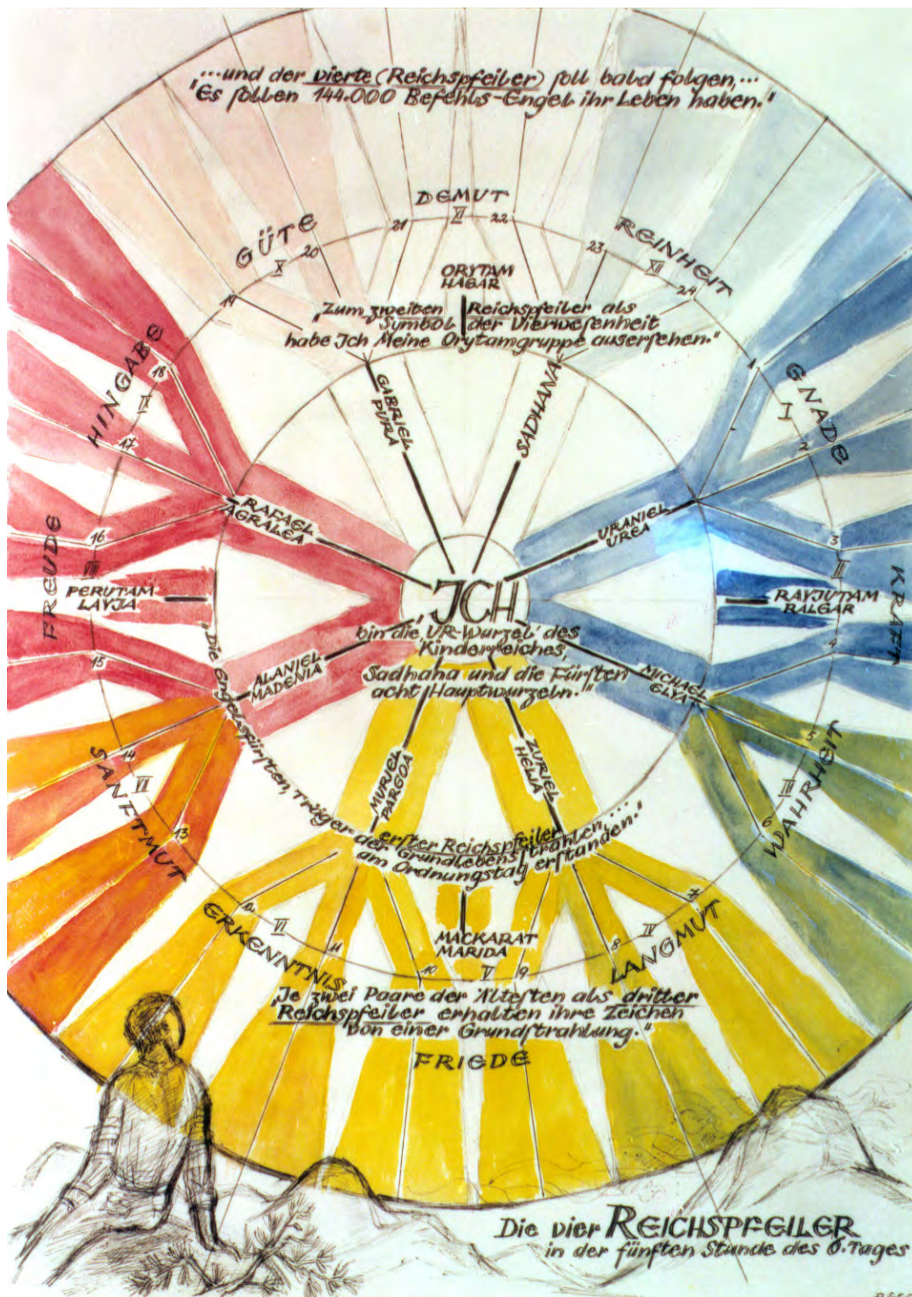 "...und der vierte (Reichspfeiler) soll bald folgen,...
"Es sollen 144.000 Befehls-Engel ihr Leben haben."
DEMUT
21 XI 22
GÜTE
20
X
19
REINHEIT
23
XII
24
ORYTAM
HAGAR
"Zum zweiten Reichspfeiler als
Symbol der Vierwesenheit
habe Ich Meine Orytamgruppe ausersehen."
HINGABE
18
IX
17
GABRIEL
PURA
SADHANA
GNADE
1
I
2
RAFAEL
AGRALEA
URANIEL
UREA
FREUDE
16
VIII
15
PERUTAM
LAYJA
KRAFT
3
II
4
RAYJUTAM
BALGAR
JCH
bin die 'UR-Wurzel' des
Kinderreiches
Sadhana und die Fürsten
acht Hauptwurzeln."
ALANIEL
MADENIA
MICHAEL
ELYA
MURIEL
PARGOA
ZURIEL
HELWA
SANFTMUT
14
VII
13
WAHRHEIT
5
III
6
"Die Engelsfürsten, Träger der Grundlebensstrahlen,..."
erster Reichspfeiler
am Ordnungstag erstanden."
ERKENNTNIS
12
VI
11
LANGMUT
7
IV
8
MACKARAT
MARIDA
10 V 9
"Je zwei Paare der Ältesten als dritter
Reichspfeiler erhalten ihre Zeichen
von einer Grundstrahlung."
FRIEDE
Die vier REICHSPFEILER
in der fünften Stunde des 6. Tages